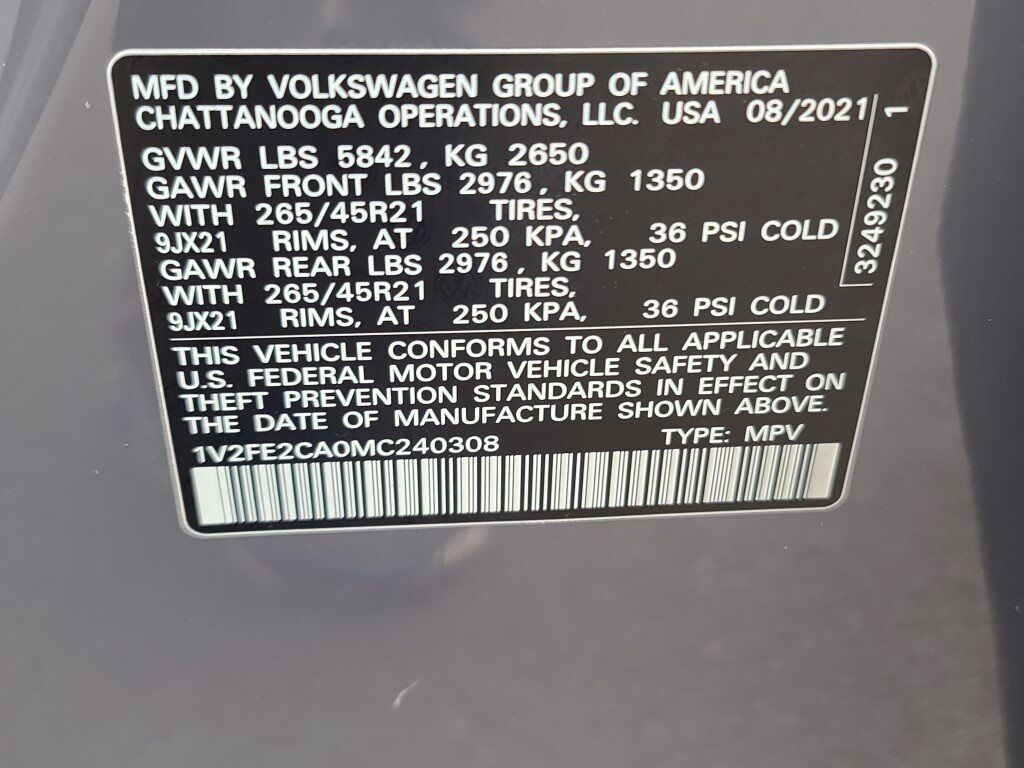 MFD BY VOLKSWAGEN GROUP OF AMERICA
CHATTANOOGA OPERATIONS, LLC. USA 08/2021
GVWR LBS 5842, KG 2650
GAWR FRONT LBS 2976, KG 1350
WITH 265/45R21 TIRES,
9JX21 RIMS, AT 250 KPA, 36 PSI COLD
GAWR REAR LBS 2976, KG 1350
WITH 265/45R21 TIRES,
9JX21 RIMS, AT 250 KPA, 36 PSI COLD
THIS VEHICLE CONFORMS TO ALL APPLICABLE
U.S. FEDERAL MOTOR VEHICLE SAFETY AND
THEFT PREVENTION STANDARDS IN EFFECT ON
THE DATE OF MANUFACTURE SHOWN ABOVE.
1V2FE2CA0MC240308 TYPE: MPV
3249230 1